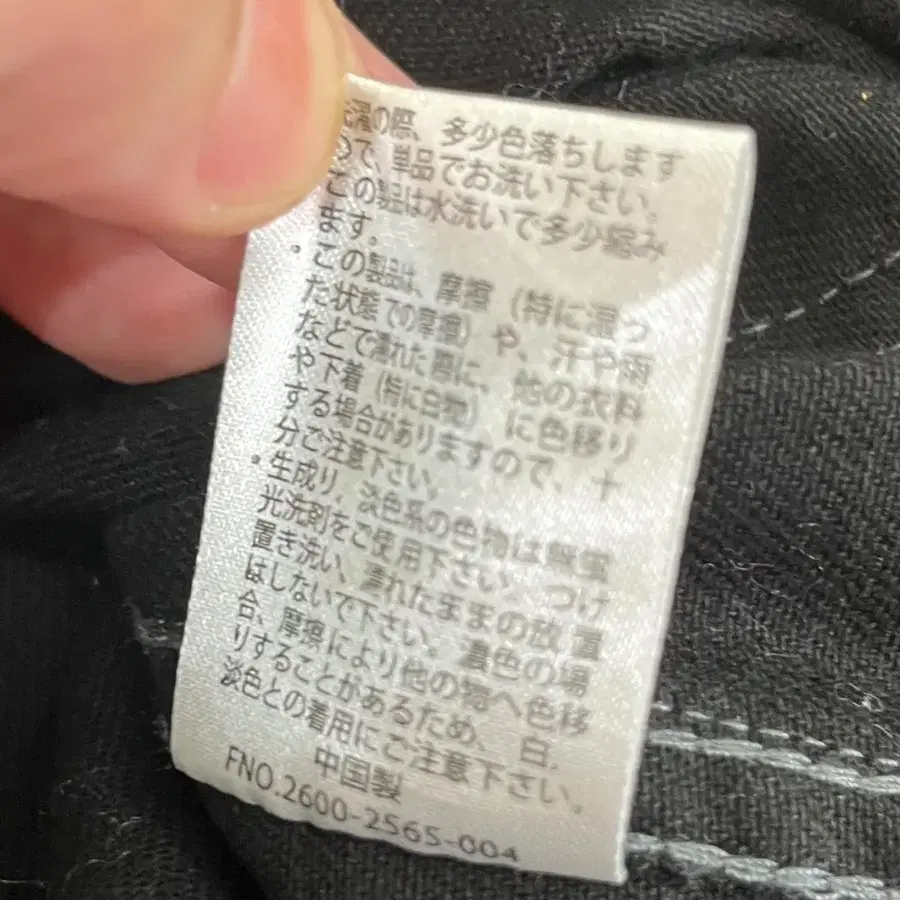 洗濯の際、多少色落ちします
ので、単品でお洗い下さい。
この製品は水洗いで多少縮み
ます。
・この製品は、摩擦（特に湿っ
た状態での摩擦）や、汗や雨
などで濡れた際に、他の衣料
や下着（特に白物）に色移り
する場合がありますので、十
分ご注意下さい。
・生成り、淡色系の色物は無蛍
光洗剤をご使用下さい。つけ
置き洗い、濡れたままの放置
はしないで下さい。濃色の場
合、摩擦により他の物へ色移
りすることがあるため、白、
淡色との着用にご注意下さい。
中国製
FNO.2600-2565-004